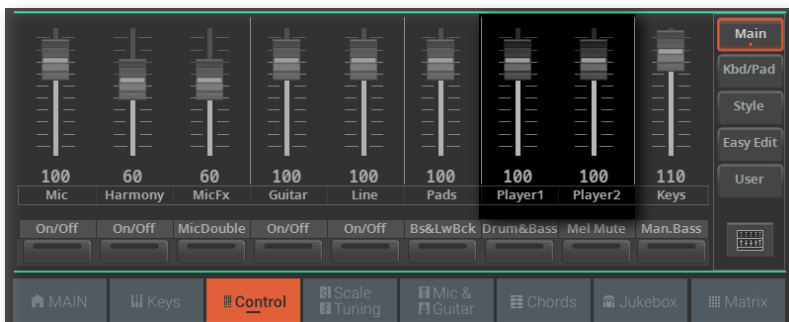 Main
Kbd/Pad
Style
Easy Edit
User
100 60 60 100 100 100 100 100 110
Mic Harmony MicFx Guitar Line Pads Player1 Player2 Keys
On/Off On/Off MicDouble On/Off On/Off Bs&LwBck Drum&Bass Mel Mute Man.Bass
MAIN Keys Control Scale Tuning Mic & Guitar Chords Jukebox Matrix